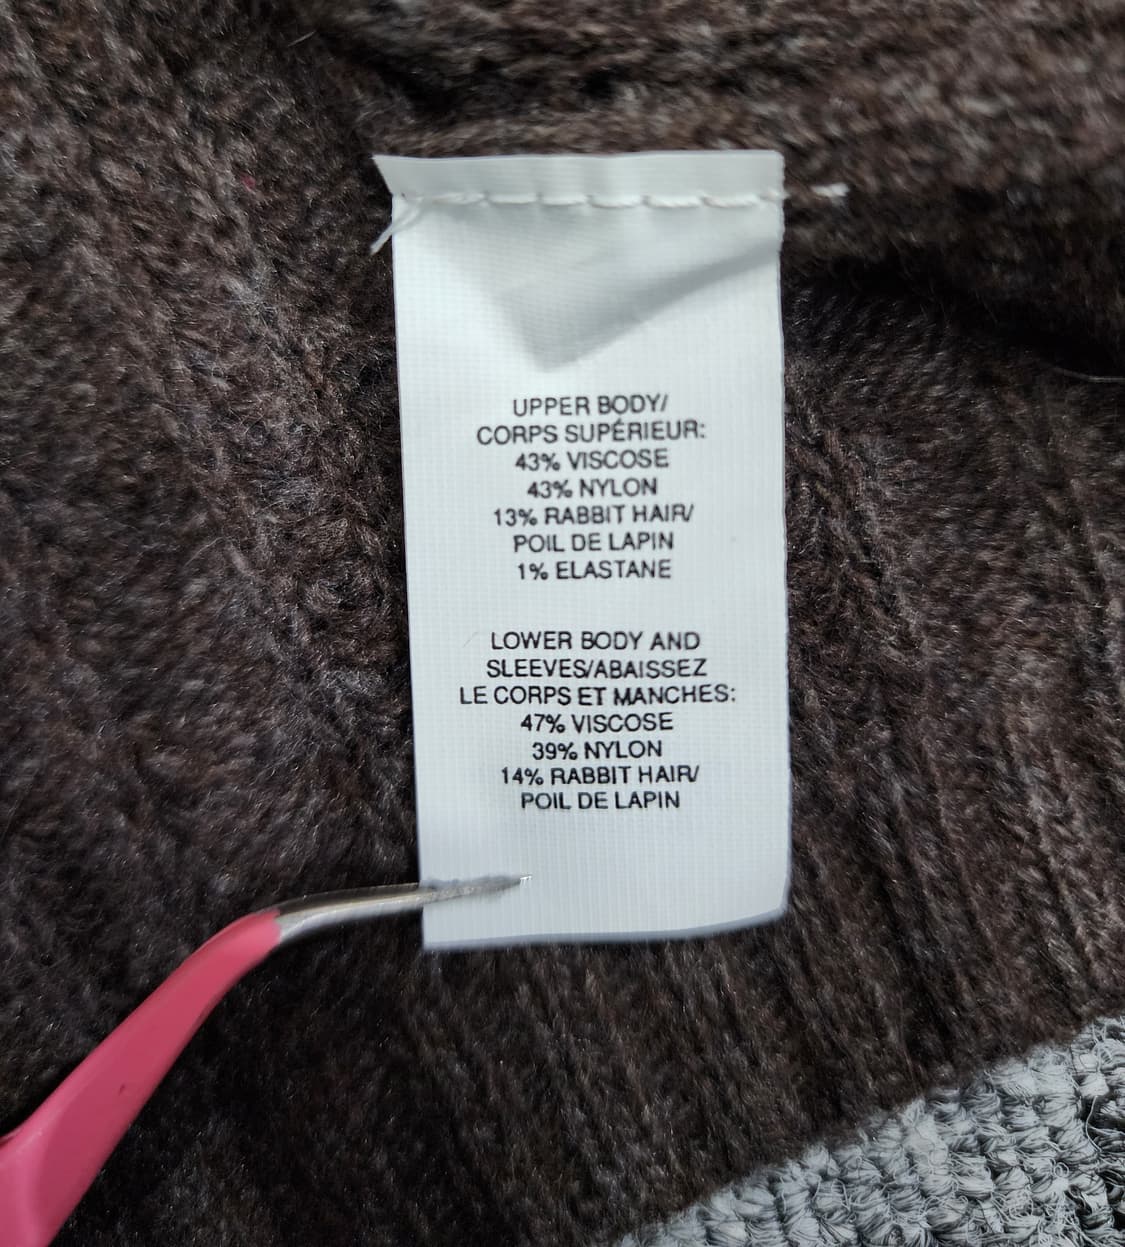 UPPER BODY/
CORPS SUPÉRIEUR:
43% VISCOSE
43% NYLON
13% RABBIT HAIR/
POIL DE LAPIN
1% ELASTANE
LOWER BODY AND
SLEEVES/ABAISSEZ
LE CORPS ET MANCHES:
47% VISCOSE
39% NYLON
14% RABBIT HAIR/
POIL DE LAPIN